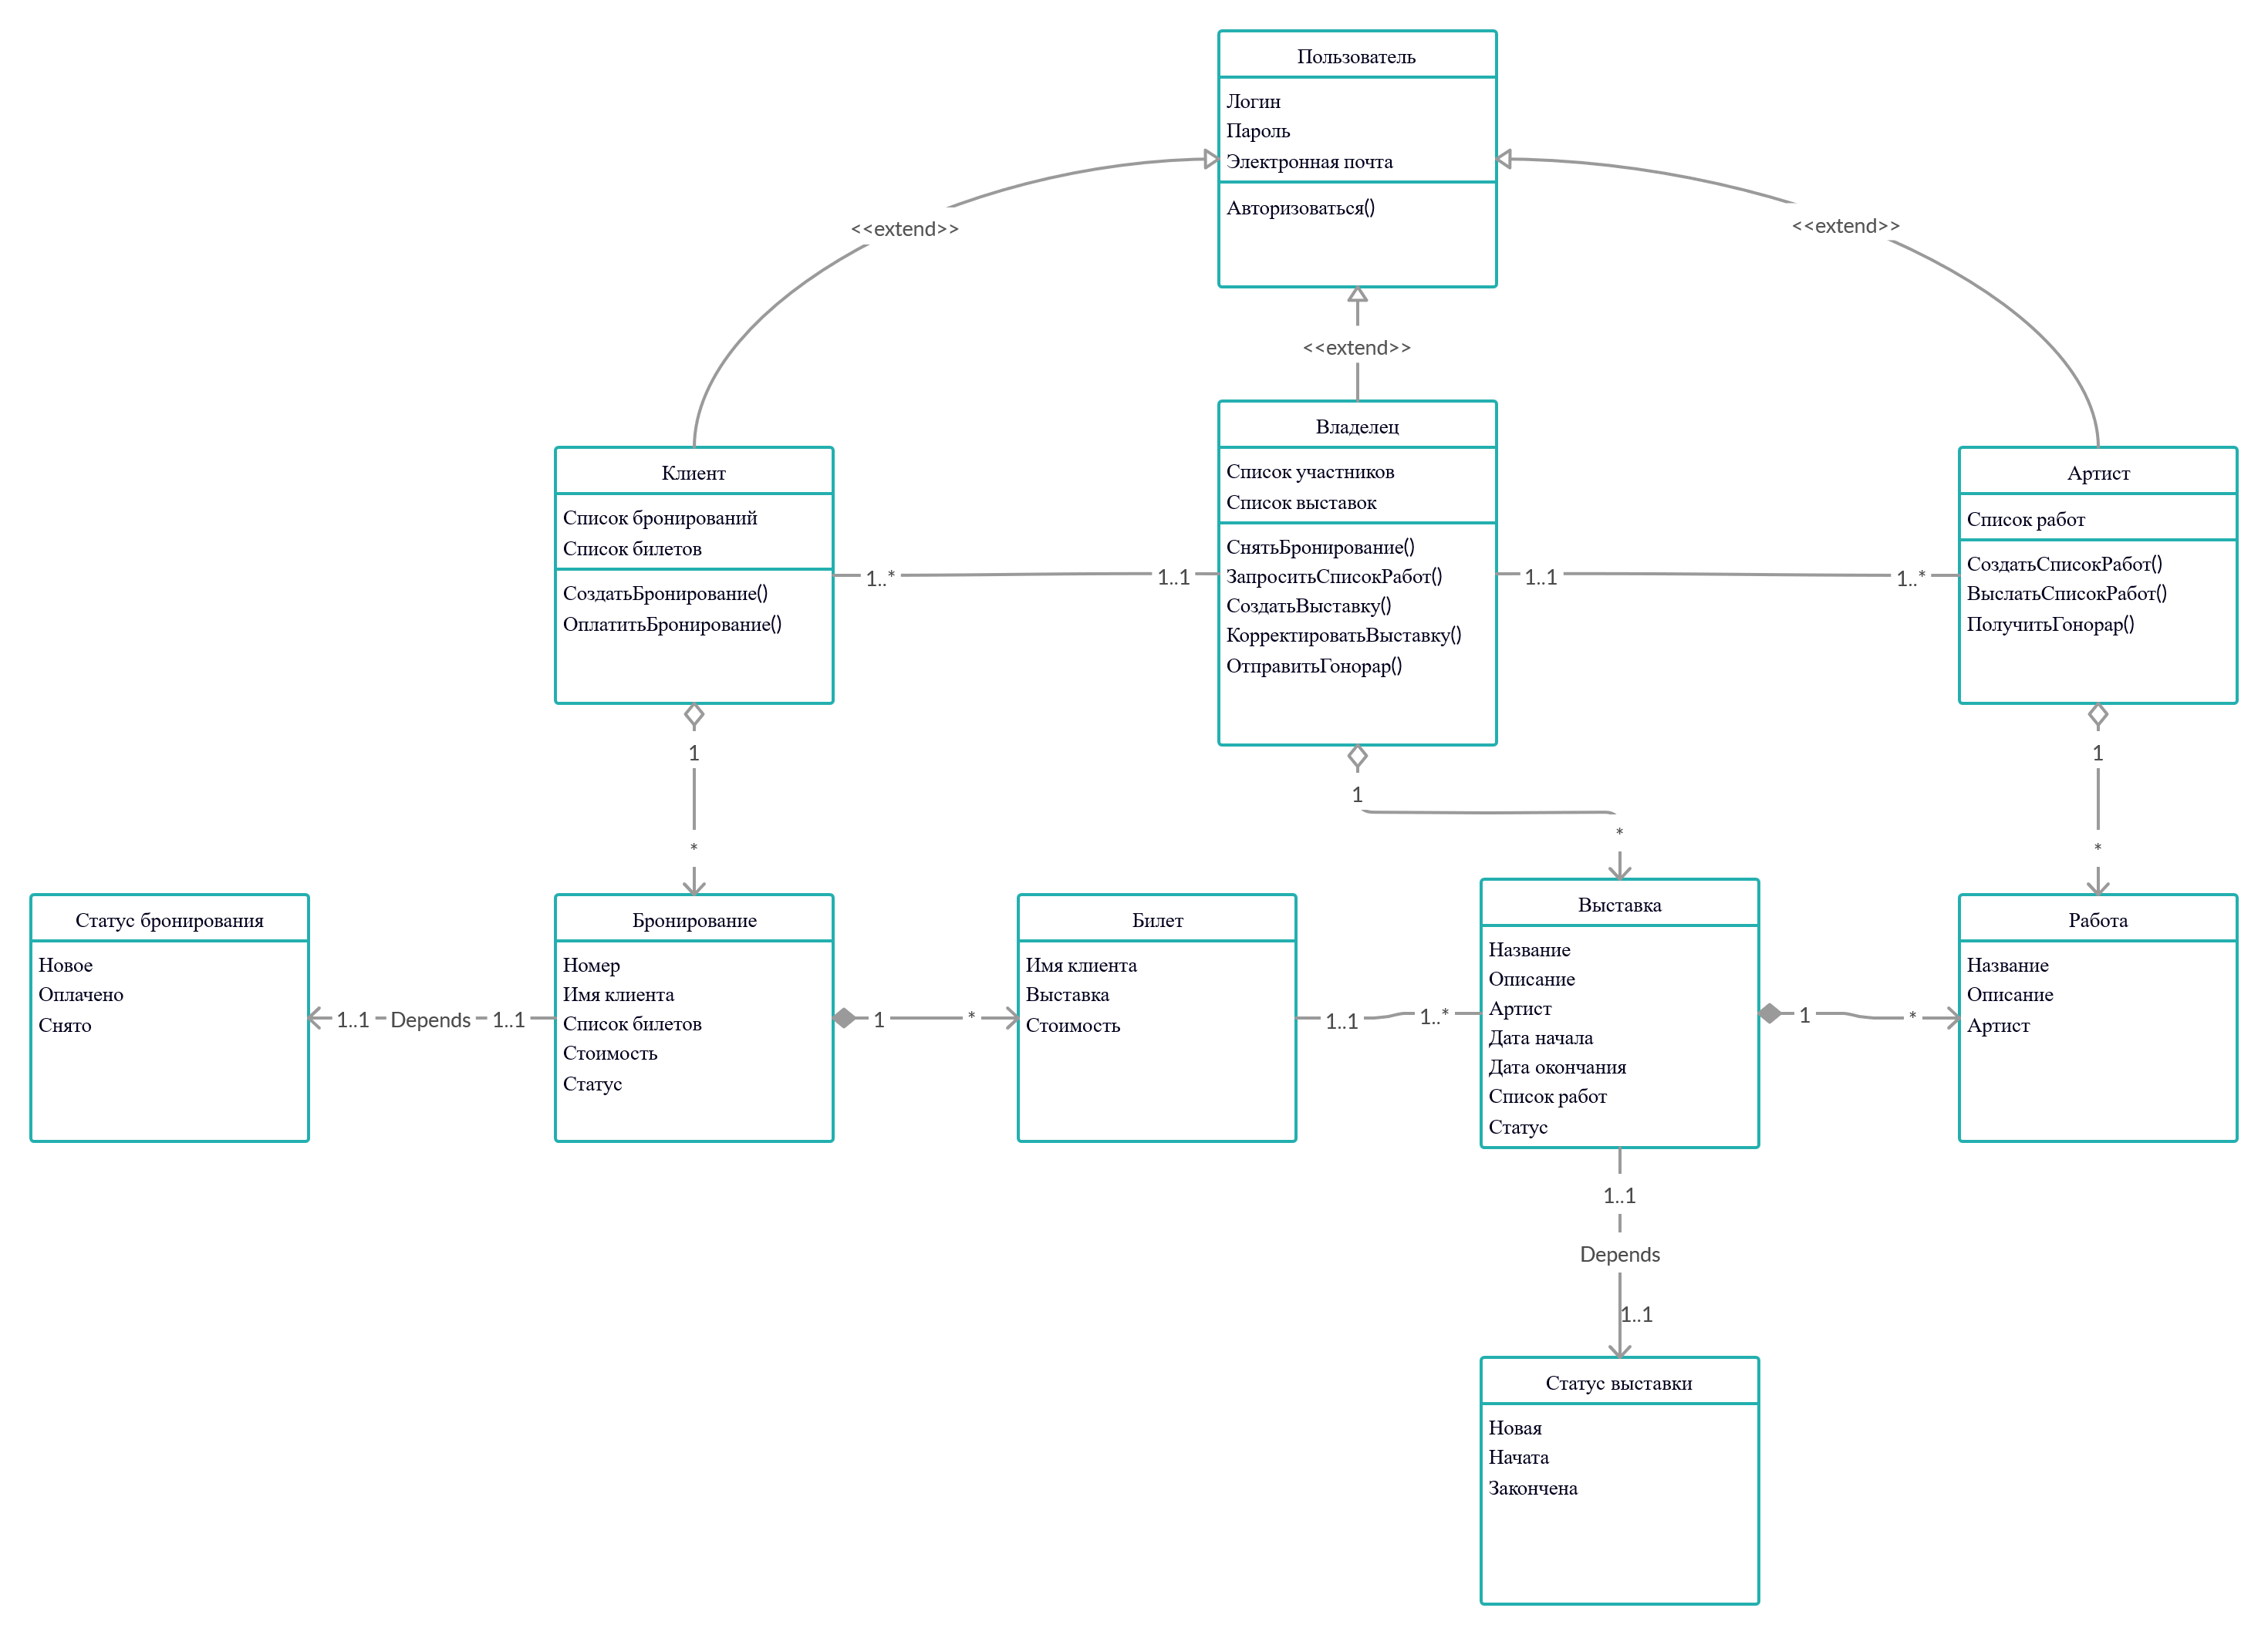 Пользователь
Логин
Пароль
Электронная почта
Авторизоваться()
<<extend>>
<<extend>>
<<extend>>
Клиент
Список бронирований
Список билетов
СоздатьБронирование()
ОплатитьБронирование()
1..*
1..1
Владелец
Список участников
Список выставок
СнятьБронирование()
ЗапроситьСписокРабот()
СоздатьВыставку()
КорректироватьВыставку()
ОтправитьГонорар()
1..1
1..*
Артист
Список работ
СоздатьСписокРабот()
ВыслатьСписокРабот()
ПолучитьГонорар()
1
*
1
*
1
*
Статус бронирования
Новое
Оплачено
Снято
1..1
Depends
1..1
Бронирование
Номер
Имя клиента
Список билетов
Стоимость
Статус
1
*
Билет
Имя клиента
Выставка
Стоимость
1..1
1..*
Выставка
Название
Описание
Артист
Дата начала
Дата окончания
Список работ
Статус
1
*
Работа
Название
Описание
Артист
1..1
Depends
1..1
Статус выставки
Новая
Начата
Закончена